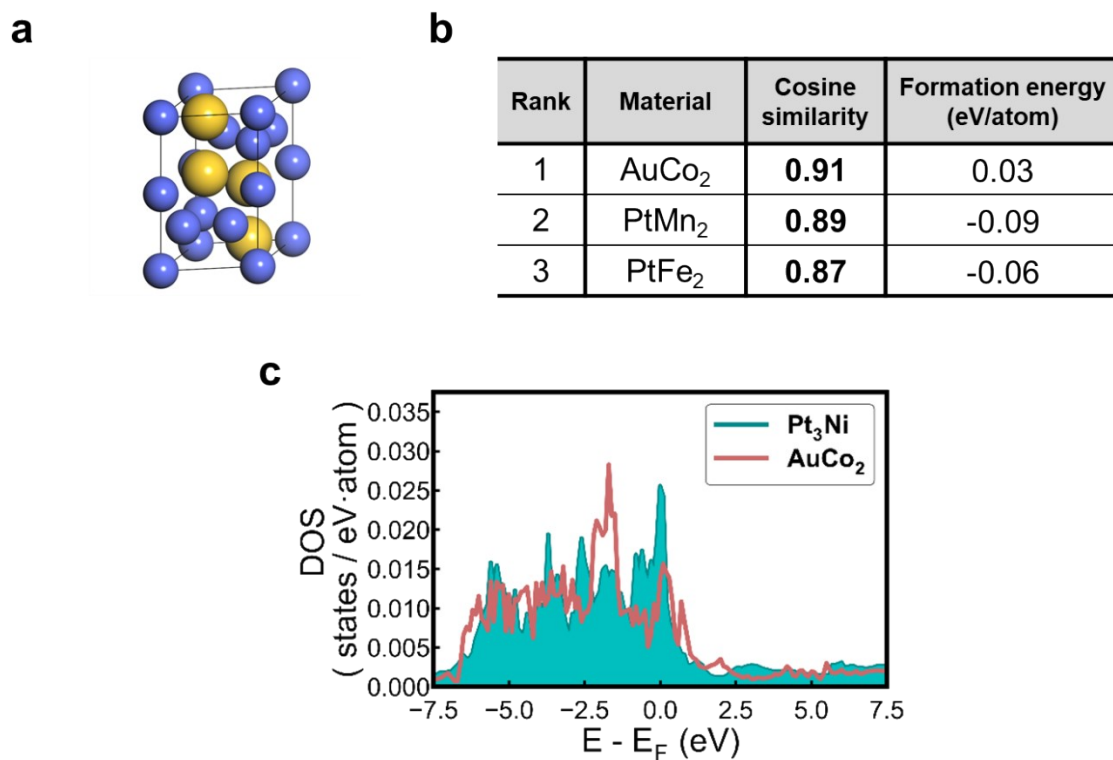 a
b
Rank Material Cosine similarity Formation energy (eV/atom)
1 AuCo₂ 0.91 0.03
2 PtMn₂ 0.89 -0.09
3 PtFe₂ 0.87 -0.06
c
DOS
( states / eV·atom )
0.035
0.030
0.025
0.020
0.015
0.010
0.005
0.000
Pt₃Ni
AuCo₂
−7.5 −5.0 −2.5 0.0 2.5 5.0 7.5
E - E_F (eV)